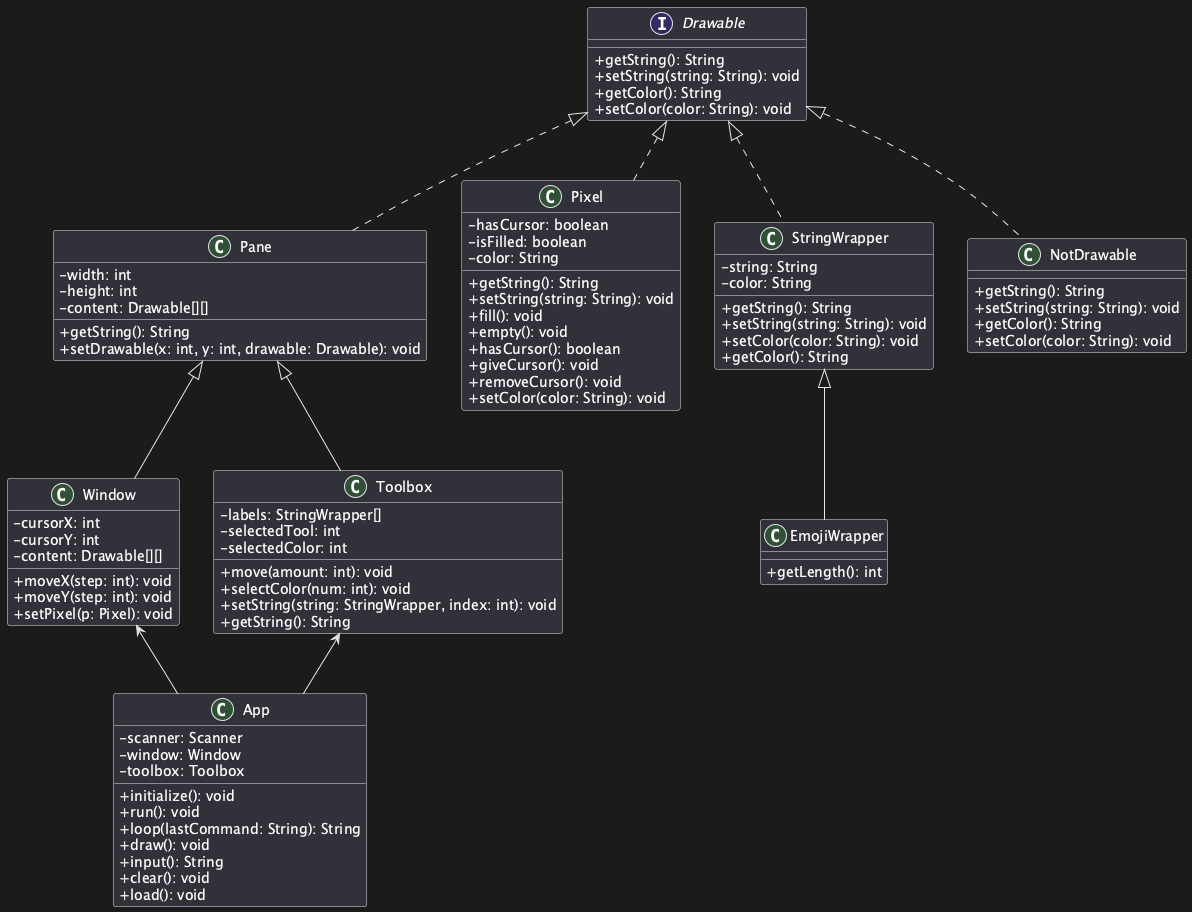 I Drawable
+getString(): String
+setString(string: String): void
+getColor(): String
+setColor(color: String): void
C Pane
-width: int
-height: int
-content: Drawable[][]
+getString(): String
+setDrawable(x: int, y: int, drawable: Drawable): void
C Pixel
-hasCursor: boolean
-isFilled: boolean
-color: String
+getString(): String
+setString(string: String): void
+fill(): void
+empty(): void
+hasCursor(): boolean
+giveCursor(): void
+removeCursor(): void
+setColor(color: String): void
C StringWrapper
-string: String
-color: String
+getString(): String
+setString(string: String): void
+setColor(color: String): void
+getColor(): String
C NotDrawable
+getString(): String
+setString(string: String): void
+getColor(): String
+setColor(color: String): void
C Window
-cursorX: int
-cursorY: int
-content: Drawable[][]
+moveX(step: int): void
+moveY(step: int): void
+setPixel(p: Pixel): void
C Toolbox
-labels: StringWrapper[]
-selectedTool: int
-selectedColor: int
+move(amount: int): void
+selectColor(num: int): void
+setString(string: StringWrapper, index: int): void
+getString(): String
C EmojiWrapper
+getLength(): int
C App
-scanner: Scanner
-window: Window
-toolbox: Toolbox
+initialize(): void
+run(): void
+loop(lastCommand: String): String
+draw(): void
+input(): String
+clear(): void
+load(): void